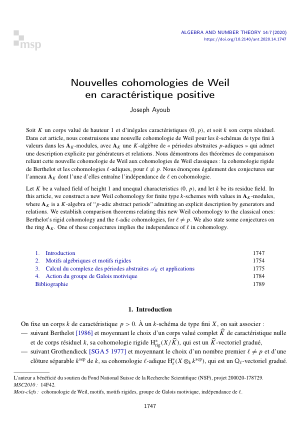 ALGEBRA AND NUMBER THEORY 14:7 (2020)
https://doi.org/10.2140/ant.2020.14.1747
msp
Nouvelles cohomologies de Weil
en caractéristique positive
Joseph Ayoub
Soit K un corps valué de hauteur 1 et d'inégales caractéristiques (0, p), et soit k son corps résiduel.
Dans cet article, nous construisons une nouvelle cohomologie de Weil pour les k-schémas de type fini à
valeurs dans les A_K-modules, avec A_K une K-algèbre de « périodes abstraites p-adiques » qui admet
une description explicite par générateurs et relations. Nous démontrons des théorèmes de comparaison
reliant cette nouvelle cohomologie de Weil aux cohomologies de Weil classiques : la cohomologie rigide
de Berthelot et les cohomologies ℓ-adiques, pour ℓ ≠ p. Nous énonçons également des conjectures sur
l'anneau A_K dont l'une d'elles entraîne l'indépendance de ℓ en cohomologie.
Let K be a valued field of height 1 and unequal characteristics (0, p), and let k be its residue field. In
this article, we construct a new Weil cohomology for finite type k-schemes with values in A_K-modules,
where A_K is a K-algebra of "p-adic abstract periods" admitting an explicit description by generators and
relations. We establish comparison theorems relating this new Weil cohomology to the classical ones:
Berthelot's rigid cohomology and the ℓ-adic cohomologies, for ℓ ≠ p. We also state some conjectures on
the ring A_K. One of these conjectures implies the independence of ℓ in cohomology.
1. Introduction 1747
2. Motifs algébriques et motifs rigides 1754
3. Calcul du complexe des périodes abstraites 𝒜_K et applications 1775
4. Action du groupe de Galois motivique 1784
Bibliographie 1789
1. Introduction
On fixe un corps k de caractéristique p > 0. À un k-schéma de type fini X, on sait associer :
— suivant Berthelot [1986] et moyennant le choix d'un corps valué complet K̂ de caractéristique nulle
et de corps résiduel k, sa cohomologie rigide H*_rig(X/K̂), qui est un K̂-vectoriel gradué ;
— suivant Grothendieck [SGA 5 1977] et moyennant le choix d'un nombre premier ℓ ≠ p et d'une
clôture séparable k^sep de k, sa cohomologie ℓ-adique H*_ℓ(X ⊗_k k^sep), qui est un Q_ℓ-vectoriel gradué
L'auteur a bénéficié du soutien du Fond National Suisse de la Recherche Scientifique (NSF), projet 200020-178729.
MSC2010 : 14F42.
Mots-clefs : cohomologie de Weil, motifs, motifs rigides, groupe de Galois motivique, indépendance de ℓ.
1747